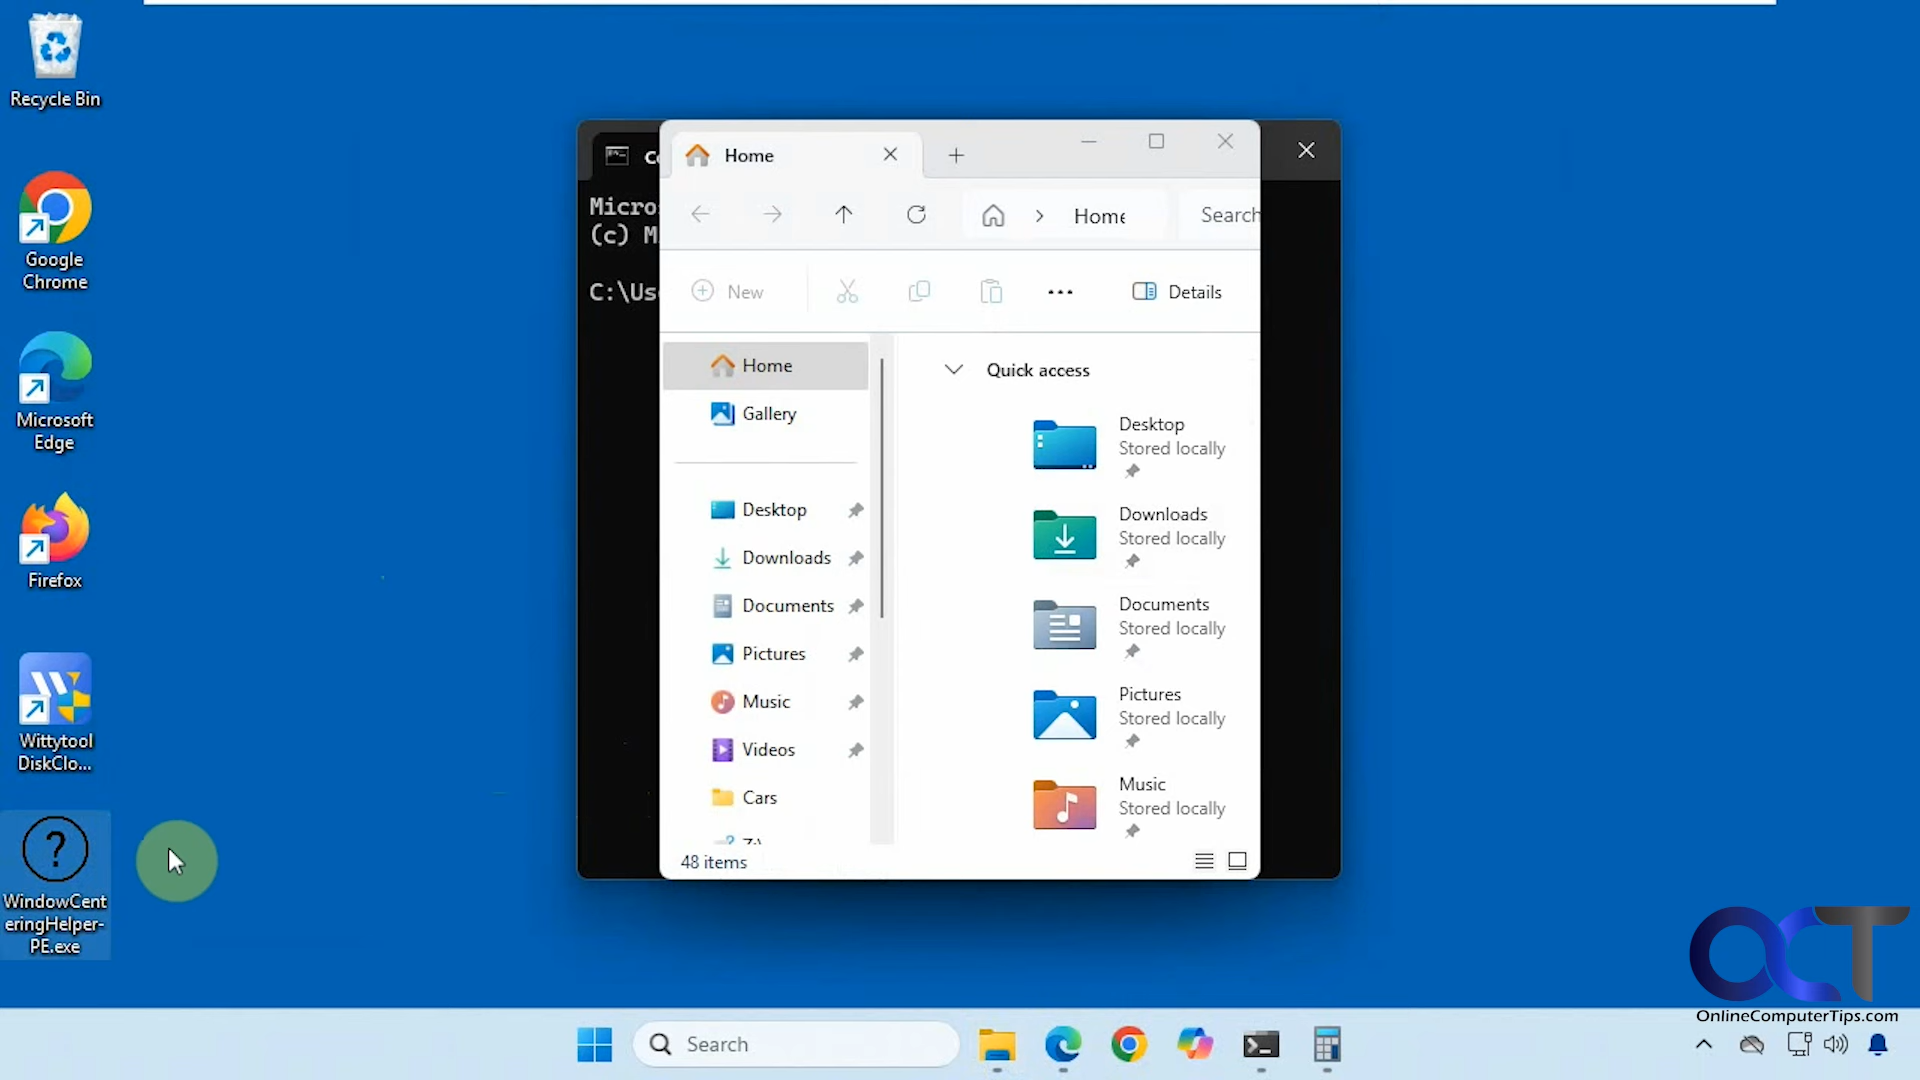 Recycle Bin
Google
Chrome
Microsoft
Edge
Firefox
Wittytool
DiskClo...
?
WindowCent
eringHelper-
PE.exe
Home
Home
Search
New
Details
Home
Gallery
Desktop
Downloads
Documents
Pictures
Music
Videos
Cars
Quick access
Desktop
Stored locally
Downloads
Stored locally
Documents
Stored locally
Pictures
Stored locally
Music
Stored locally
48 items
(c)
C:\
Search
OCT
OnlineComputerTips.com